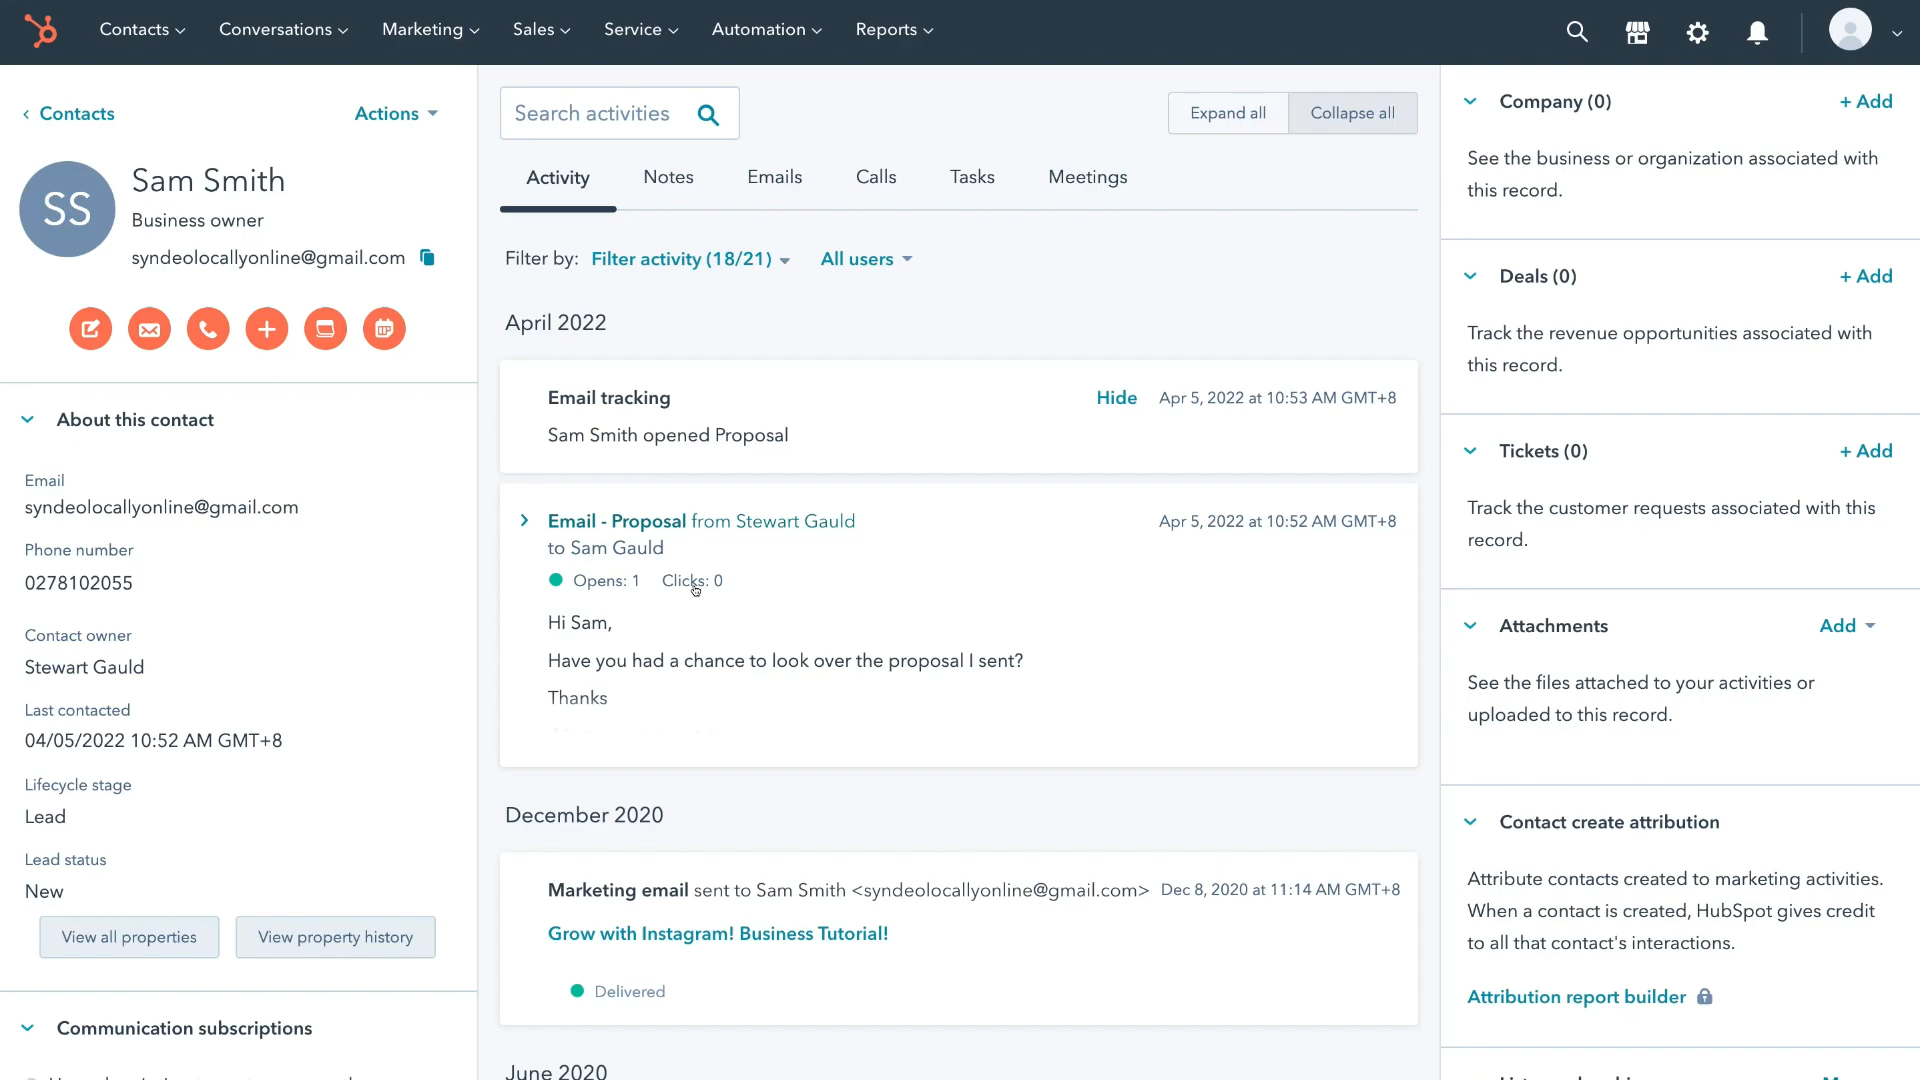 Contacts
Conversations
Marketing
Sales
Service
Automation
Reports
Contacts
Actions
SS
Sam Smith
Business owner
syndeolocallyonline@gmail.com
About this contact
Email
syndeolocallyonline@gmail.com
Phone number
0278102055
Contact owner
Stewart Gauld
Last contacted
04/05/2022 10:52 AM GMT+8
Lifecycle stage
Lead
Lead status
New
View all properties
View property history
Communication subscriptions
Search activities
Expand all
Collapse all
Activity
Notes
Emails
Calls
Tasks
Meetings
Filter by: Filter activity (18/21) All users
April 2022
Email tracking Hide Apr 5, 2022 at 10:53 AM GMT+8
Sam Smith opened Proposal
Email - Proposal from Stewart Gauld Apr 5, 2022 at 10:52 AM GMT+8
to Sam Gauld
Opens: 1 Clicks: 0
Hi Sam,
Have you had a chance to look over the proposal I sent?
Thanks
December 2020
Marketing email sent to Sam Smith <syndeolocallyonline@gmail.com> Dec 8, 2020 at 11:14 AM GMT+8
Grow with Instagram! Business Tutorial!
Delivered
June 2020
Company (0) + Add
See the business or organization associated with
this record.
Deals (0) + Add
Track the revenue opportunities associated with
this record.
Tickets (0) + Add
Track the customer requests associated with this
record.
Attachments Add
See the files attached to your activities or
uploaded to this record.
Contact create attribution
Attribute contacts created to marketing activities.
When a contact is created, HubSpot gives credit
to all that contact's interactions.
Attribution report builder